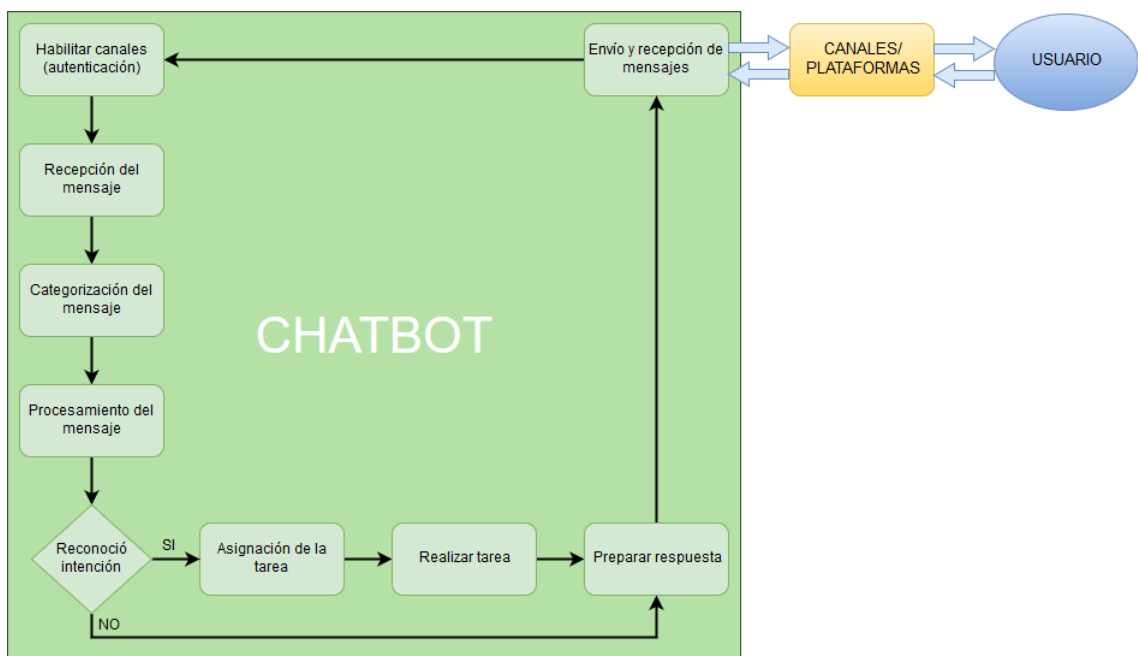 Habilitar canales
(autenticación)
Envío y recepción de
mensajes
CANALES/
PLATAFORMAS
USUARIO
Recepción del
mensaje
Categorización del
mensaje
CHATBOT
Procesamiento del
mensaje
Reconoció
intención
SI
Asignación de la
tarea
Realizar tarea
Preparar respuesta
NO